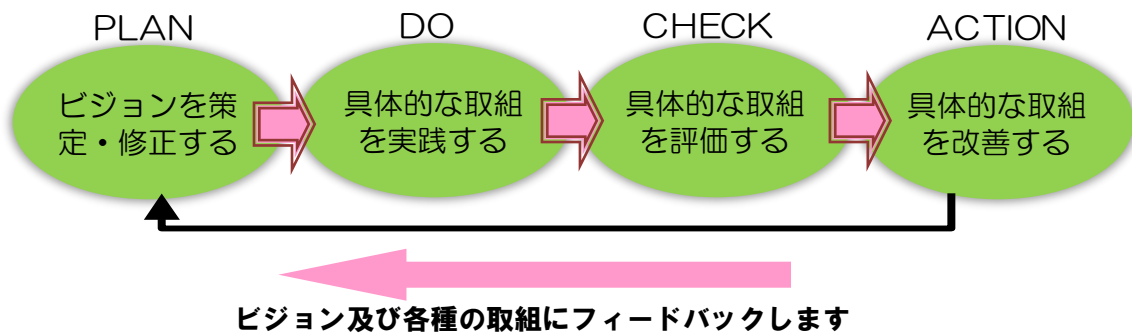 PLAN
DO
CHECK
ACTION
ビジョンを策
定・修正する
具体的な取組
を実践する
具体的な取組
を評価する
具体的な取組
を改善する
ビジョン及び各種の取組にフィードバックします